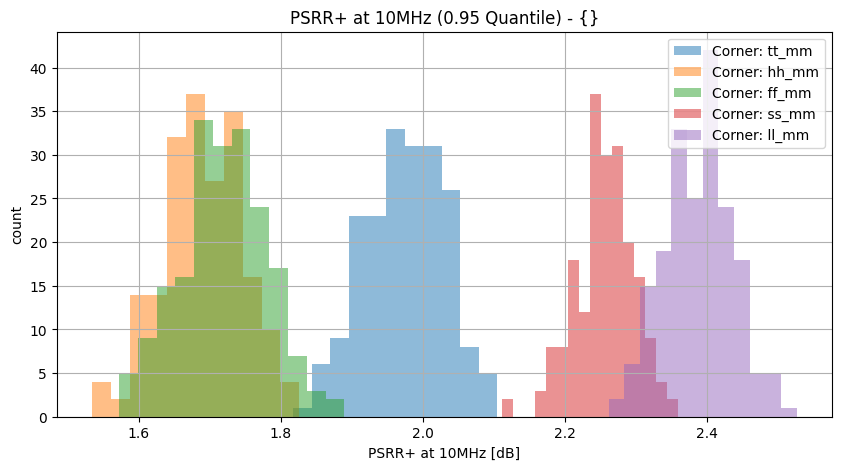 PSRR+ at 10MHz (0.95 Quantile) - {}
Corner: tt_mm
Corner: hh_mm
Corner: ff_mm
Corner: ss_mm
Corner: ll_mm
count
40
35
30
25
20
15
10
5
0
1.6
1.8
2.0
2.2
2.4
PSRR+ at 10MHz [dB]